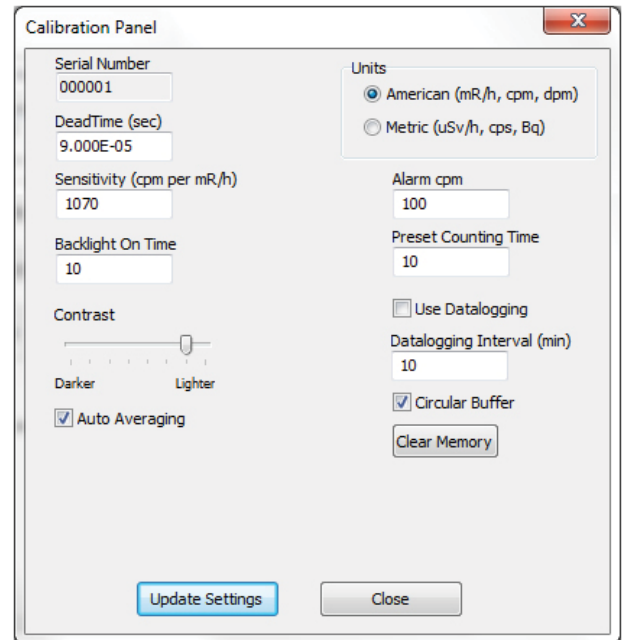 Calibration Panel
Serial Number
000001
DeadTime (sec)
9.000E-05
Sensitivity (cpm per mR/h)
1070
Backlight On Time
10
Contrast
Darker Lighter
Auto Averaging
Units
American (mR/h, cpm, dpm)
Metric (uSv/h, cps, Bq)
Alarm cpm
100
Preset Counting Time
10
Use Datalogging
Datalogging Interval (min)
10
Circular Buffer
Clear Memory
Update Settings Close